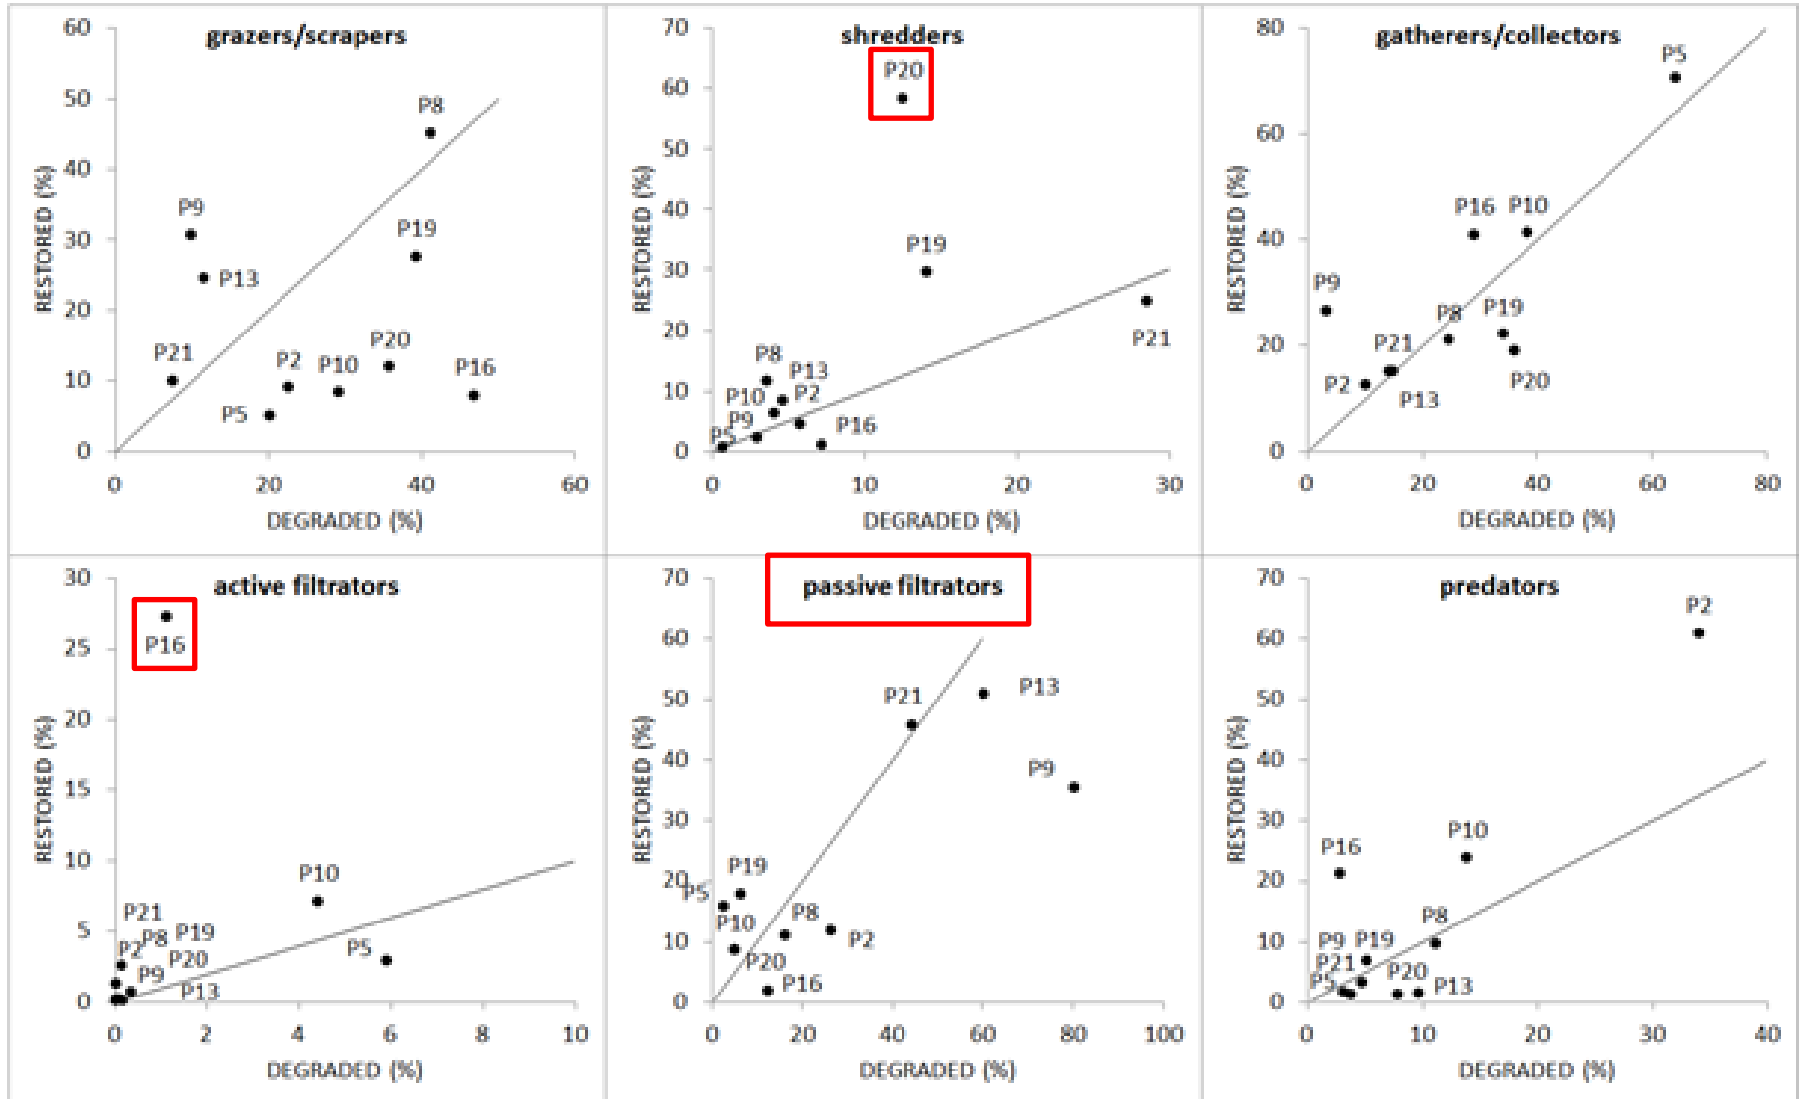 grazers/scrapers
60
50
40
30
20
10
0
RESTORED (%)
P8
P9
P19
P13
P21
P2
P10
P20
P16
P5
0 20 40 60
DEGRADED (%)
shredders
70
60
50
40
30
20
10
0
RESTORED (%)
P20
P19
P21
P8
P13
P10
P2
P9
P16
P5
0 10 20 30
DEGRADED (%)
gatherers/collectors
80
60
40
20
0
RESTORED (%)
P5
P16 P10
P9
P8 P19
P21
P2
P20
P13
0 20 40 60 80
DEGRADED (%)
active filtrators
30
25
20
15
10
5
0
RESTORED (%)
P16
P10
P21
P8 P19
P2
P5
P20
P9
P13
0 2 4 6 8 10
DEGRADED (%)
passive filtrators
70
60
50
40
30
20
10
0
RESTORED (%)
P21
P13
P9
P19
P5
P10
P8
P2
P20
P16
0 20 40 60 80 100
DEGRADED (%)
predators
70
60
50
40
30
20
10
0
RESTORED (%)
P2
P10
P16
P8
P9 P19
P21
P20
P5
P13
0 10 20 30 40
DEGRADED (%)